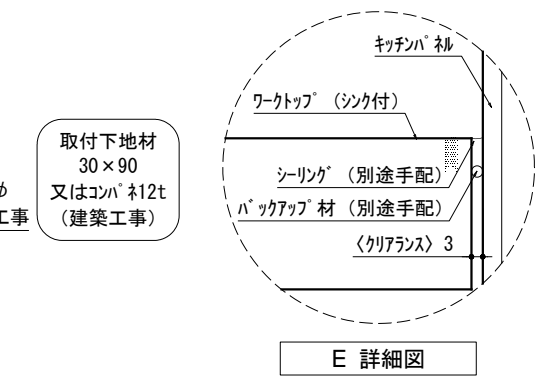 キッチンパネル
ワークトップ（シンク付）
取付下地材
30×90
又はコンパネ12t
（建築工事）
φ
工事
シーリング（別途手配）
バックアップ材（別途手配）
〈クリアランス〉3
E 詳細図